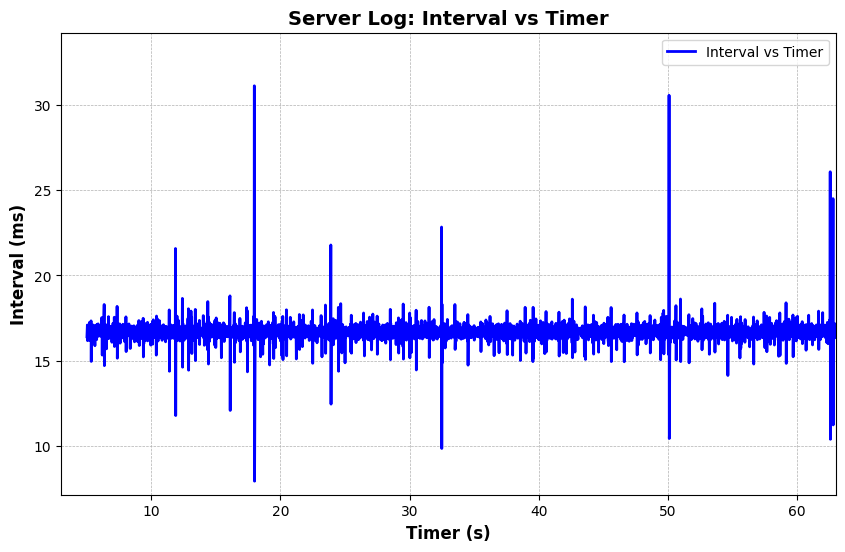 Server Log: Interval vs Timer
Interval vs Timer
30
25
20
15
10
Interval (ms)
10 20 30 40 50 60
Timer (s)